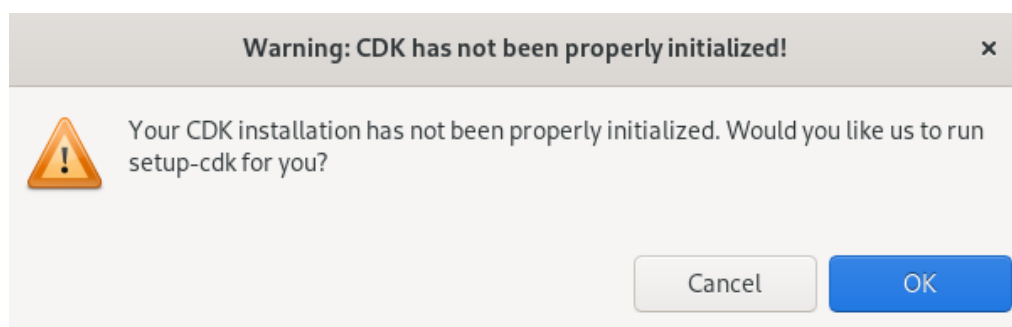 Warning: CDK has not been properly initialized!
Your CDK installation has not been properly initialized. Would you like us to run
setup-cdk for you?
Cancel
OK